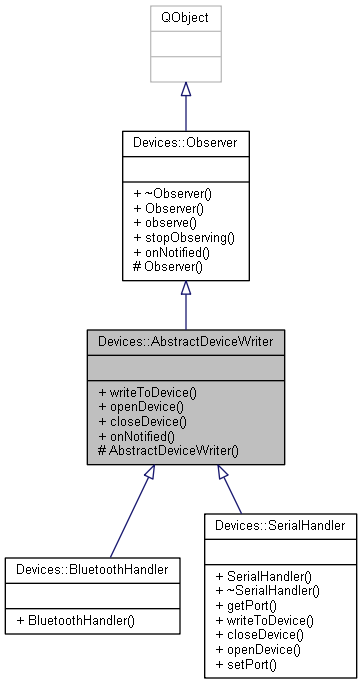 QObject
Devices::Observer
+ ~Observer()
+ Observer()
+ observe()
+ stopObserving()
+ onNotified()
# Observer()
Devices::AbstractDeviceWriter
+ writeToDevice()
+ openDevice()
+ closeDevice()
+ onNotified()
# AbstractDeviceWriter()
Devices::BluetoothHandler
+ BluetoothHandler()
Devices::SerialHandler
+ SerialHandler()
+ ~SerialHandler()
+ getPort()
+ writeToDevice()
+ closeDevice()
+ openDevice()
+ setPort()